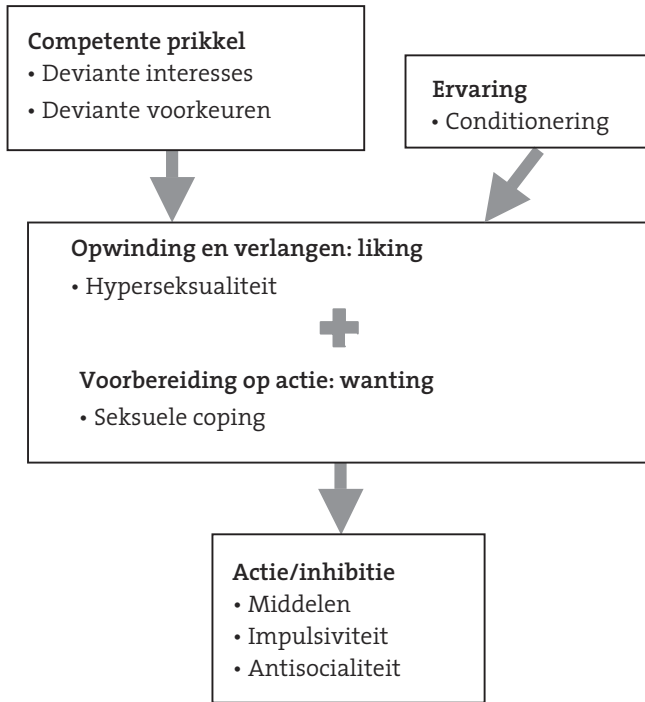 Competente prikkel
• Deviante interesses
• Deviante voorkeuren
Ervaring
• Conditionering
Opwinding en verlangen: liking
• Hyperseksualiteit
Voorbereiding op actie: wanting
• Seksuele coping
Actie/inhibitie
• Middelen
• Impulsiviteit
• Antisocialiteit